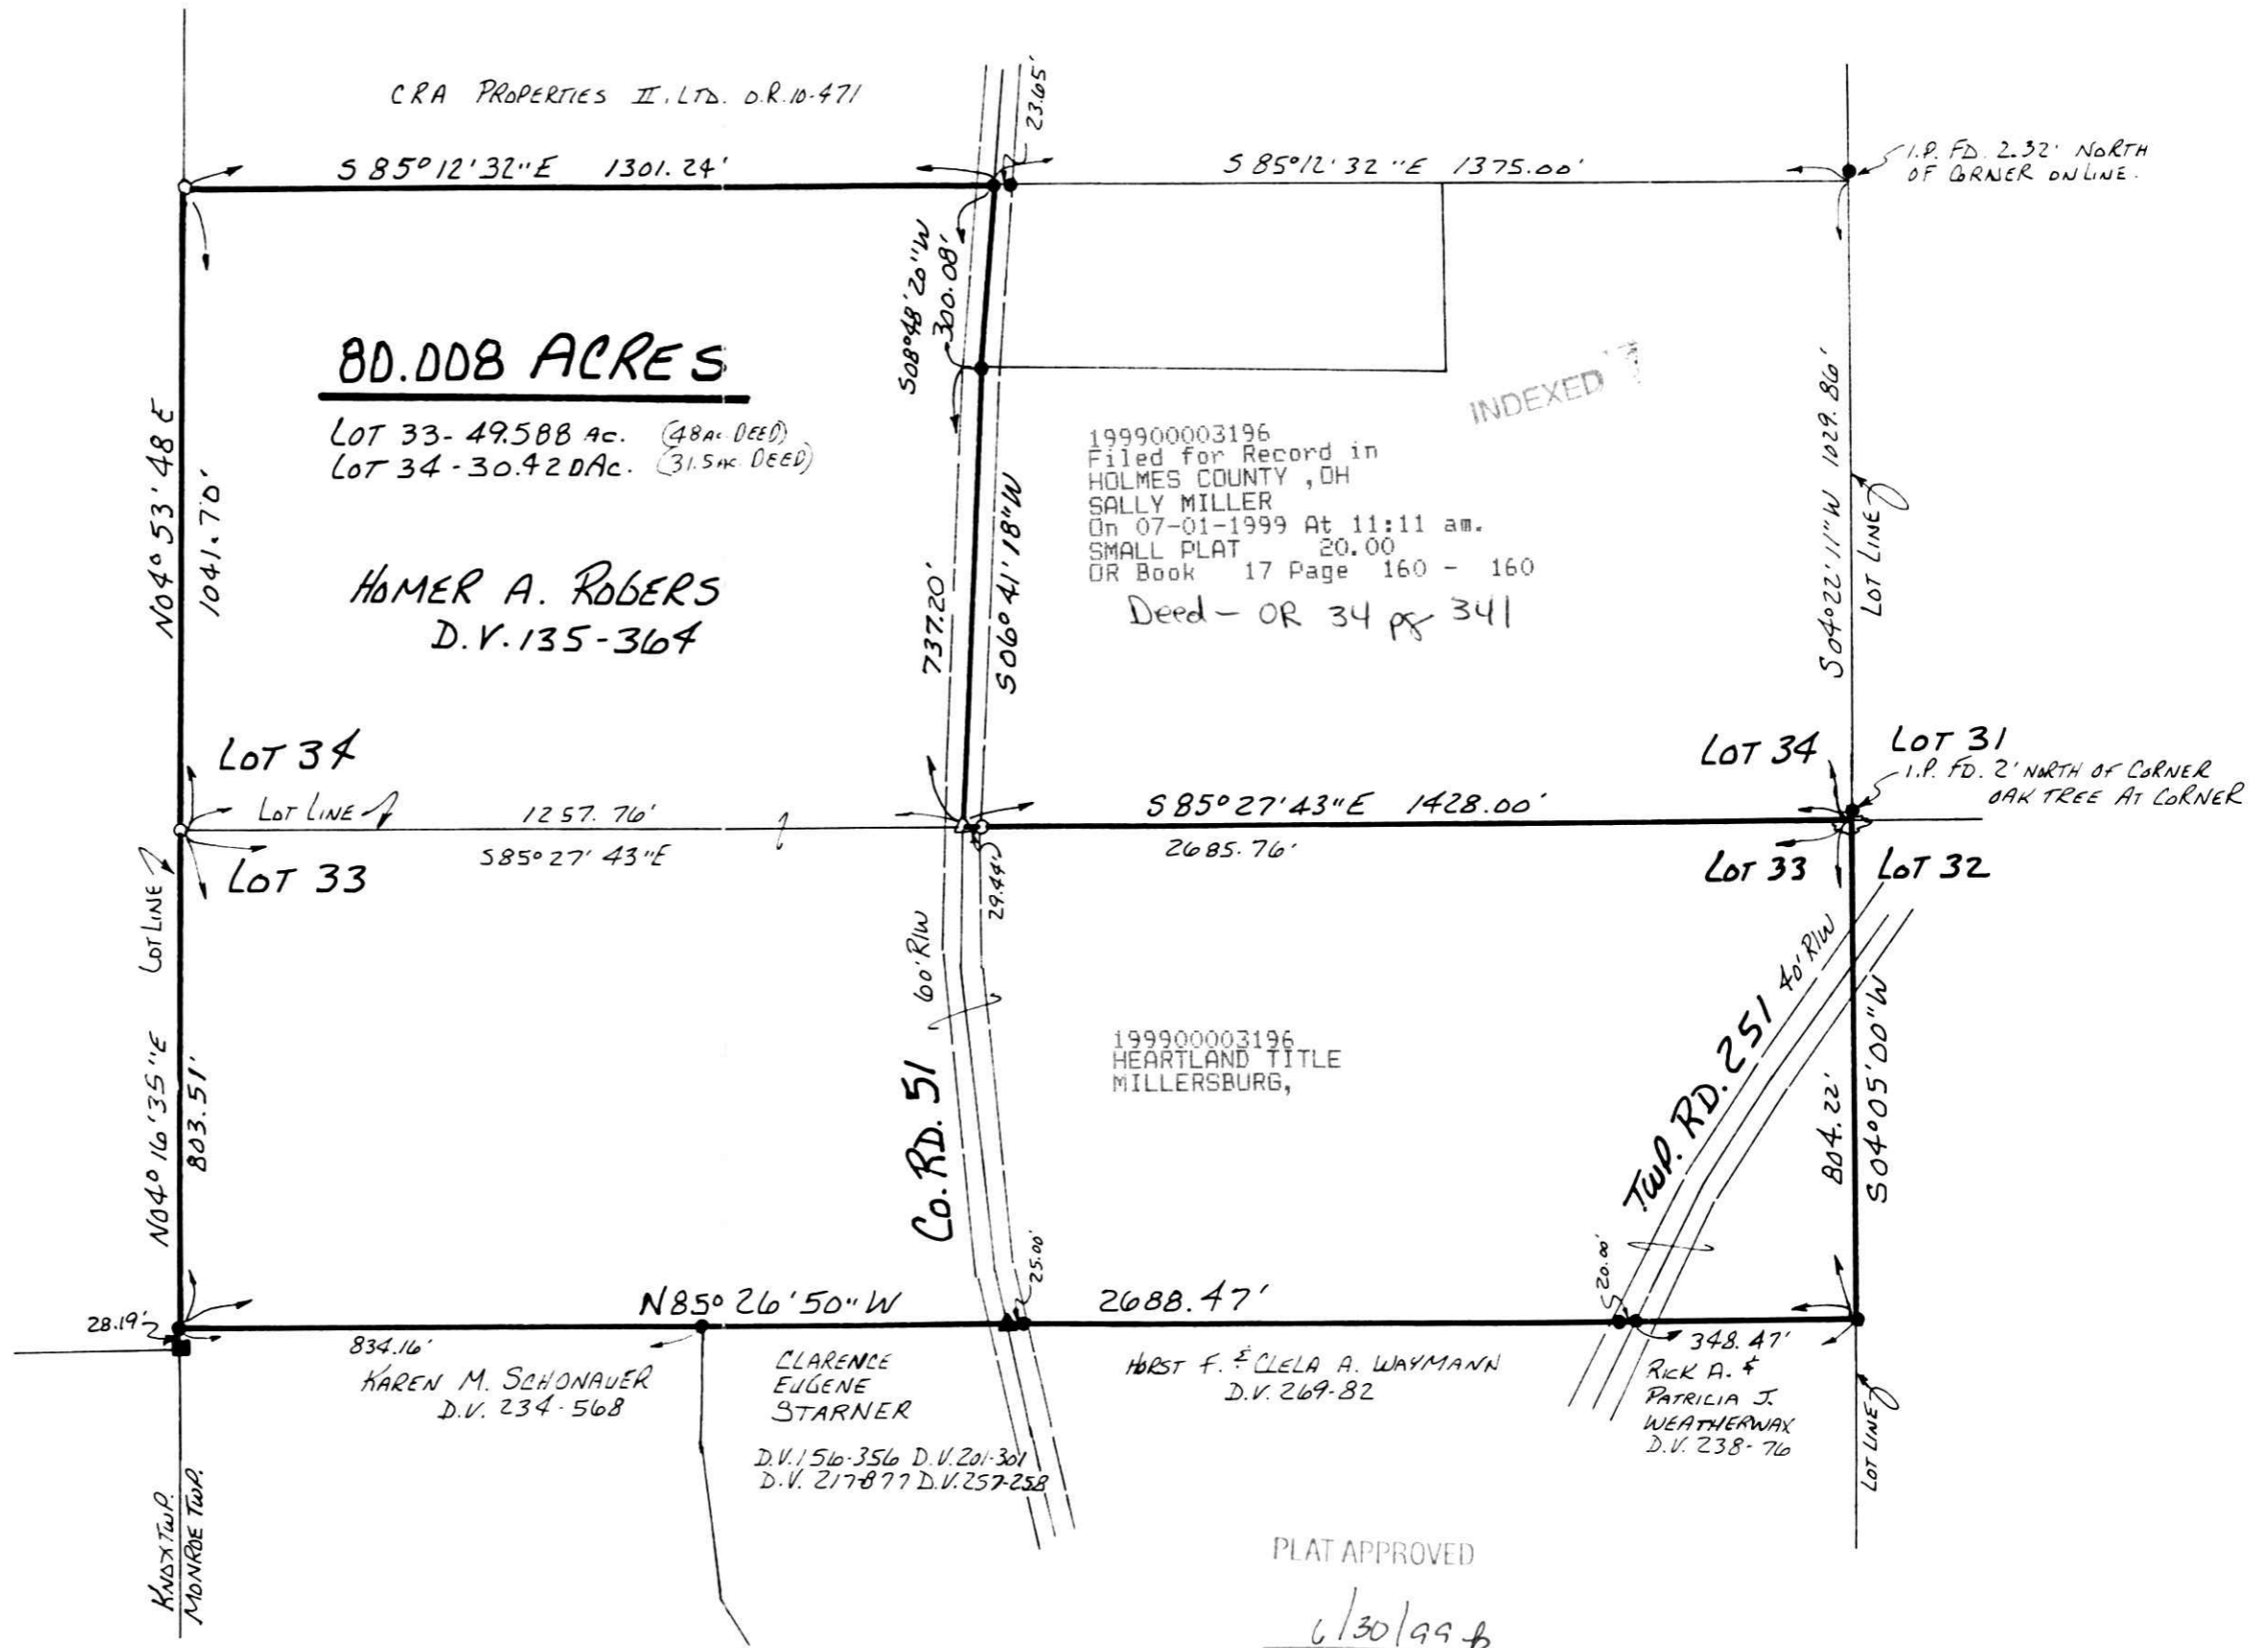 CRA PROPERTIES II, LTD. O.R. 10-471
23.65'
S 85° 12' 32" E 1301.24'
S 85° 12' 32" E 1375.00'
I.P. FD. 2.32' NORTH
OF CORNER ON LINE.
S08°48'20"W
300.08'
80.008 ACRES
LOT 33- 49.588 AC. (48 AC. DEED)
LOT 34 - 30.420 AC. (31.5 AC. DEED)
INDEXED
N04° 53' 48 E
1041.70'
199900003196
Filed for Record in
HOLMES COUNTY , OH
SALLY MILLER
On 07-01-1999 At 11:11 am.
SMALL PLAT 20.00
OR Book 17 Page 160 - 160
Deed - OR 34 pg 341
S04°22'11"W 1029.86'
LOT LINE
HOMER A. ROGERS
D.V. 135-364
737.20'
S06° 41' 18" W
LOT 34
LOT LINE
1257.76'
S85° 27' 43"E
LOT 33
S85° 27' 43"E 1428.00'
2685.76'
29.44'
LOT 34
LOT 31
I.P. FD. 2' NORTH OF CORNER
OAK TREE AT CORNER
LOT 33
LOT 32
LOT LINE
N04° 16' 35"E
803.51'
CO. RD. 51 60' R/W
199900003196
HEARTLAND TITLE
MILLERSBURG,
TWP. RD. 251 40' R/W
804.22'
S04°05'00"W
28.19'
N85° 26' 50" W
25.00'
2688.47'
20.00'
834.16'
348.47'
KAREN M. SCHONAUER
D.V. 234-568
CLARENCE
EUGENE
STARNER
D.V. 156-356 D.V. 201-301
D.V. 217-877 D.V. 257-258
HORST F. & CLELA A. WAYMANN
D.V. 269-82
RICK A. &
PATRICIA J.
WEATHERWAX
D.V. 238-76
LOT LINE
KNOX TWP.
MONROE TWP.
PLAT APPROVED
6/30/99